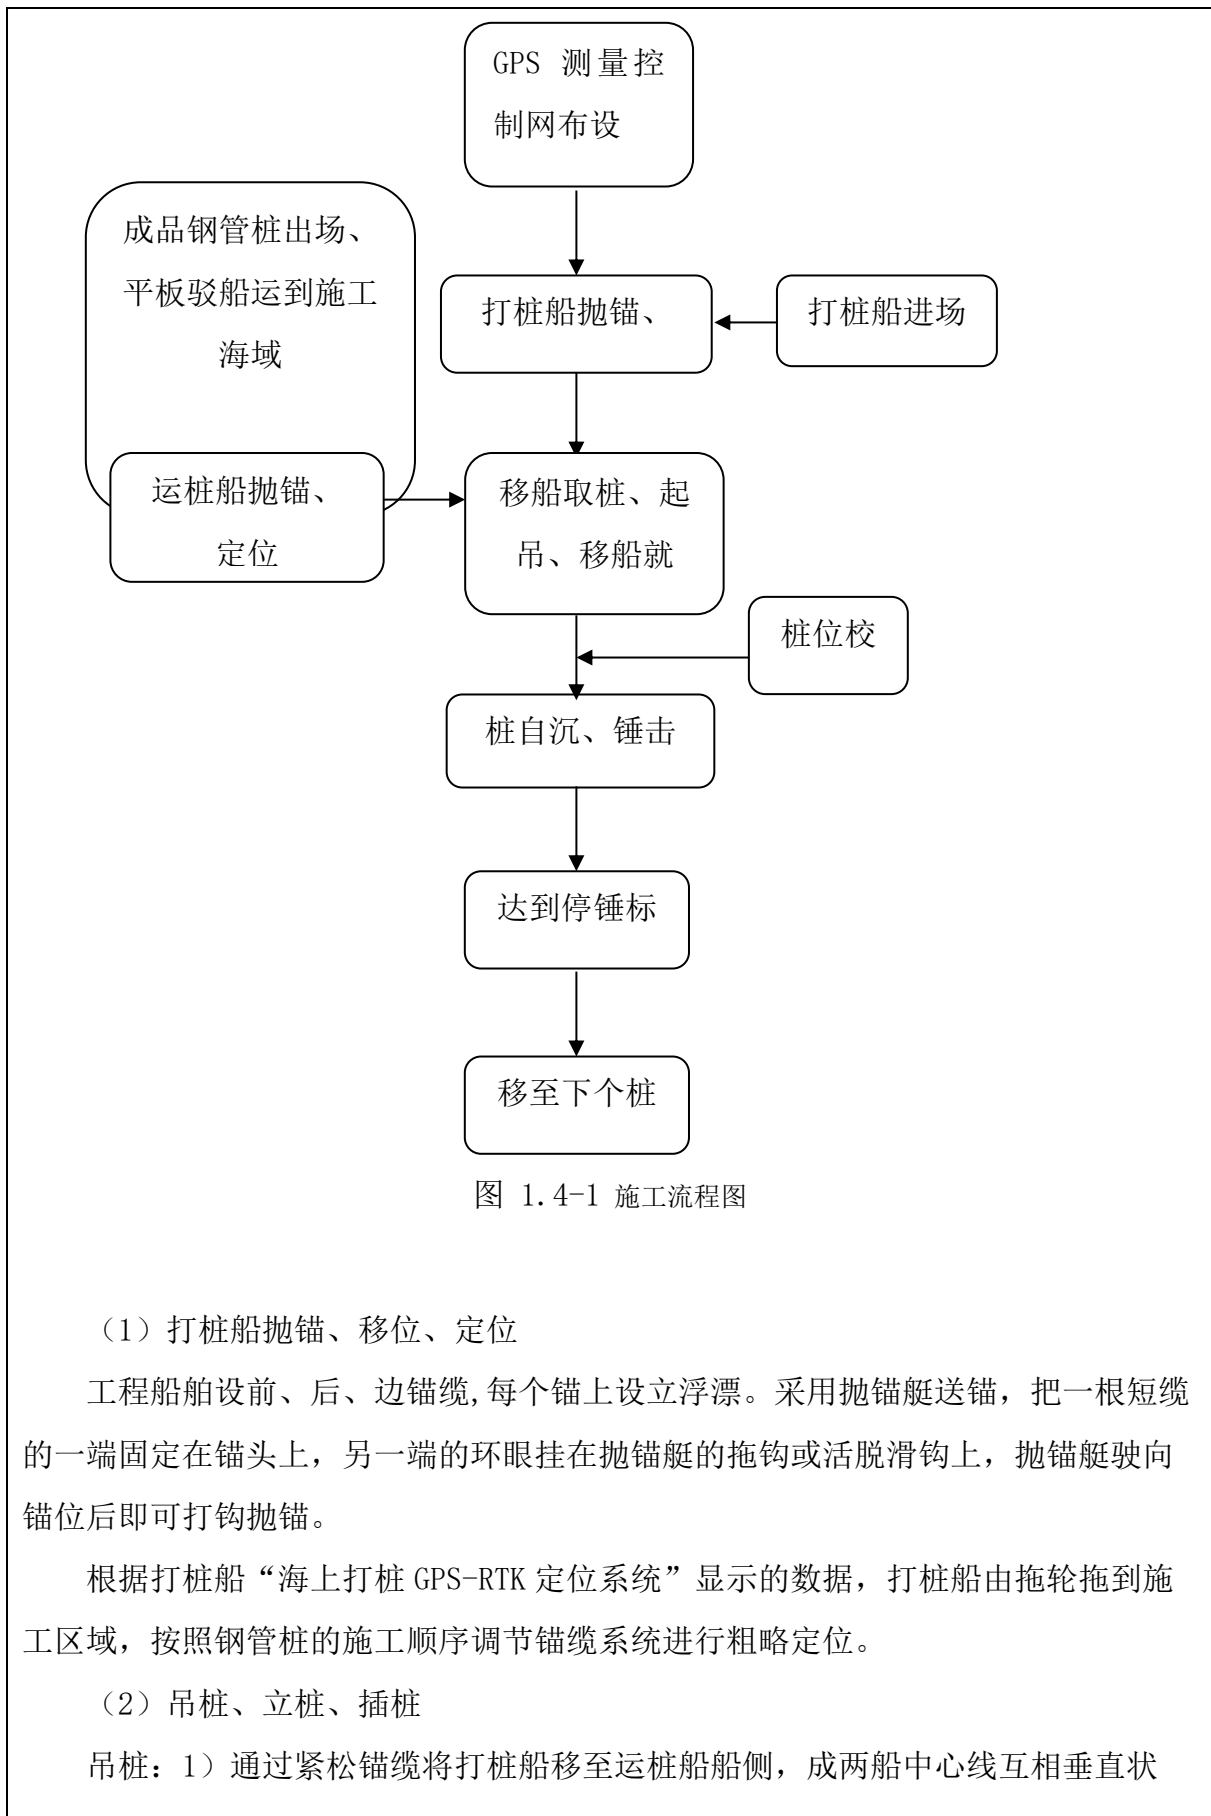 GPS 测量控
制网布设
成品钢管桩出场、
平板驳船运到施工
海域
打桩船抛锚、
打桩船进场
运桩船抛锚、
定位
移船取桩、起
吊、移船就
桩位校
桩自沉、锤击
达到停锤标
移至下个桩
图 1.4-1 施工流程图
（1）打桩船抛锚、移位、定位
工程船舶设前、后、边锚缆,每个锚上设立浮漂。采用抛锚艇送锚，把一根短缆
的一端固定在锚头上，另一端的环眼挂在抛锚艇的拖钩或活脱滑钩上，抛锚艇驶向
锚位后即可打钩抛锚。
根据打桩船“海上打桩 GPS-RTK 定位系统”显示的数据，打桩船由拖轮拖到施
工区域，按照钢管桩的施工顺序调节锚缆系统进行粗略定位。
（2）吊桩、立桩、插桩
吊桩：1）通过紧松锚缆将打桩船移至运桩船船侧，成两船中心线互相垂直状